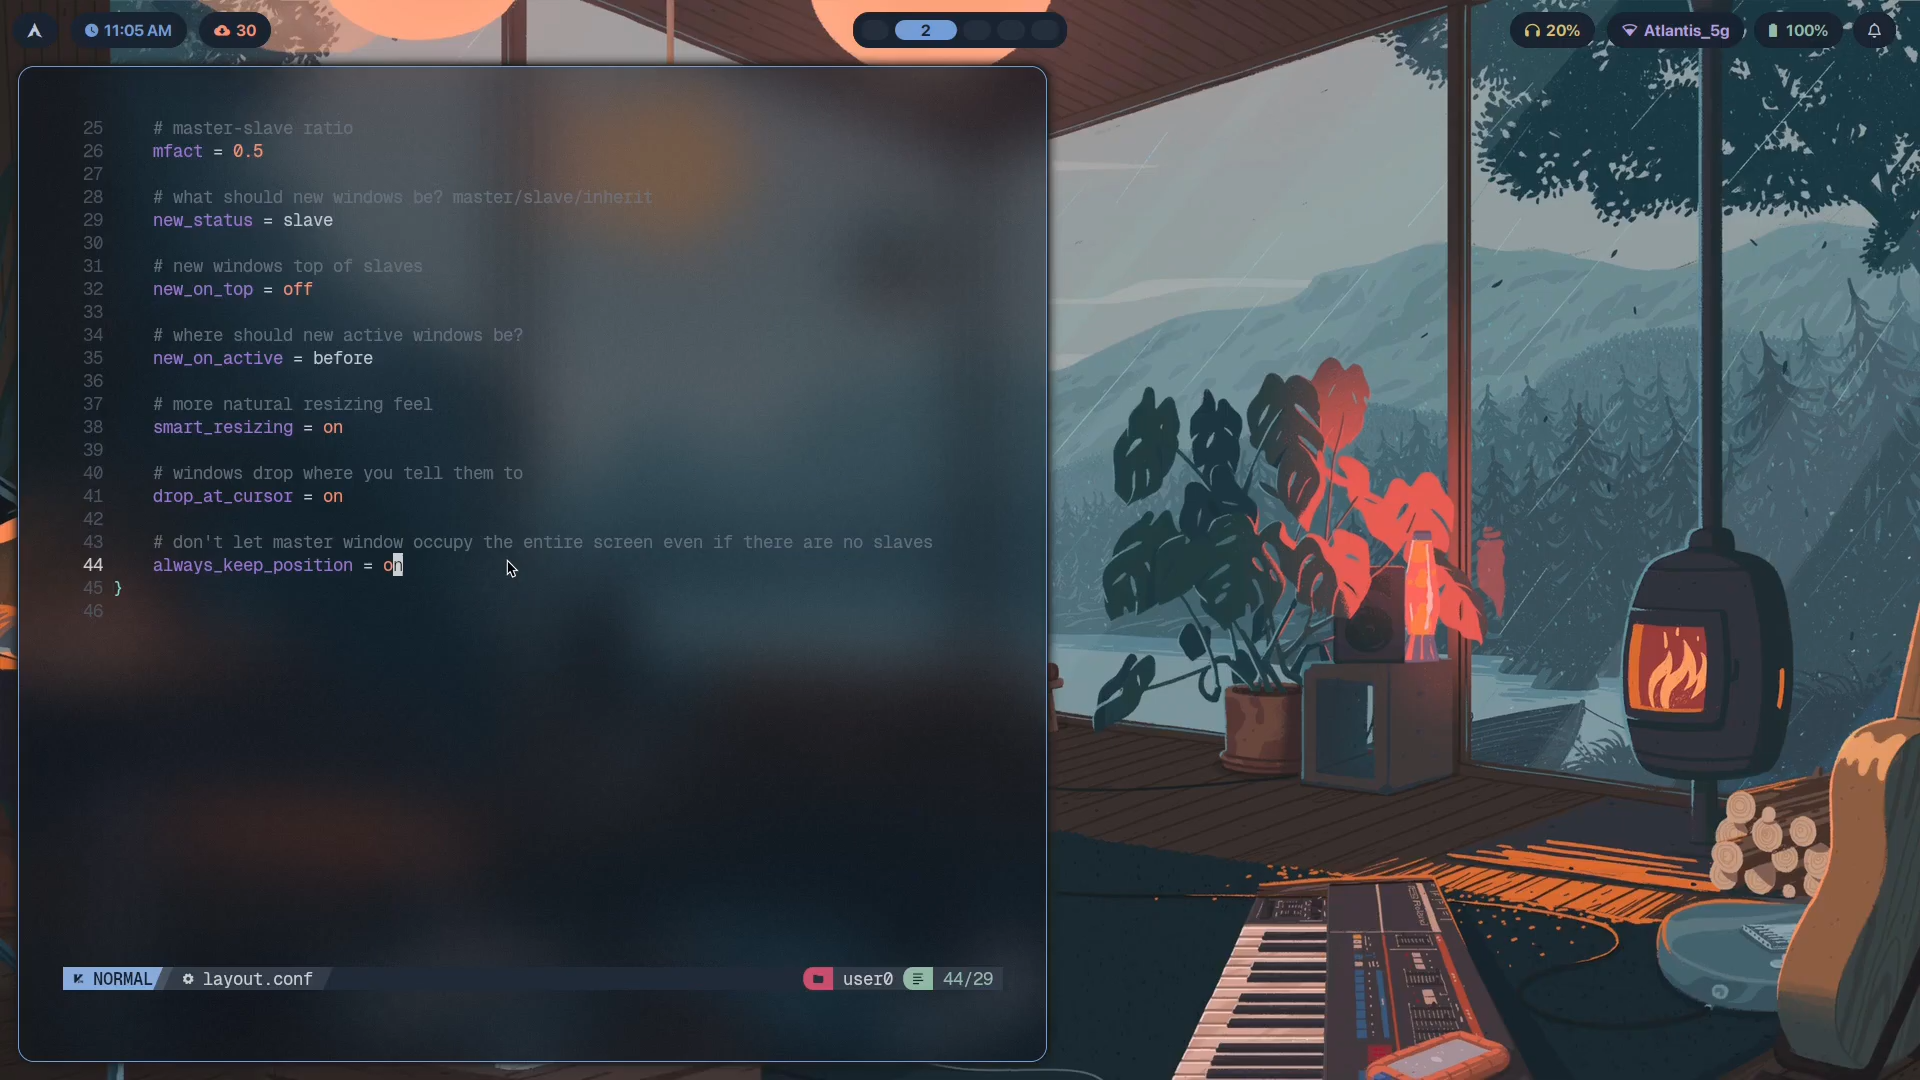 11:05 AM
30
2
20%
Atlantis_5g
100%
25 # master-slave ratio
26 mfact = 0.5
27
28 # what should new windows be? master/slave/inherit
29 new_status = slave
30
31 # new windows top of slaves
32 new_on_top = off
33
34 # where should new active windows be?
35 new_on_active = before
36
37 # more natural resizing feel
38 smart_resizing = on
39
40 # windows drop where you tell them to
41 drop_at_cursor = on
42
43 # don't let master window occupy the entire screen even if there are no slaves
44 always_keep_position = on
45 }
46
NORMAL layout.conf user0 44/29
Roland